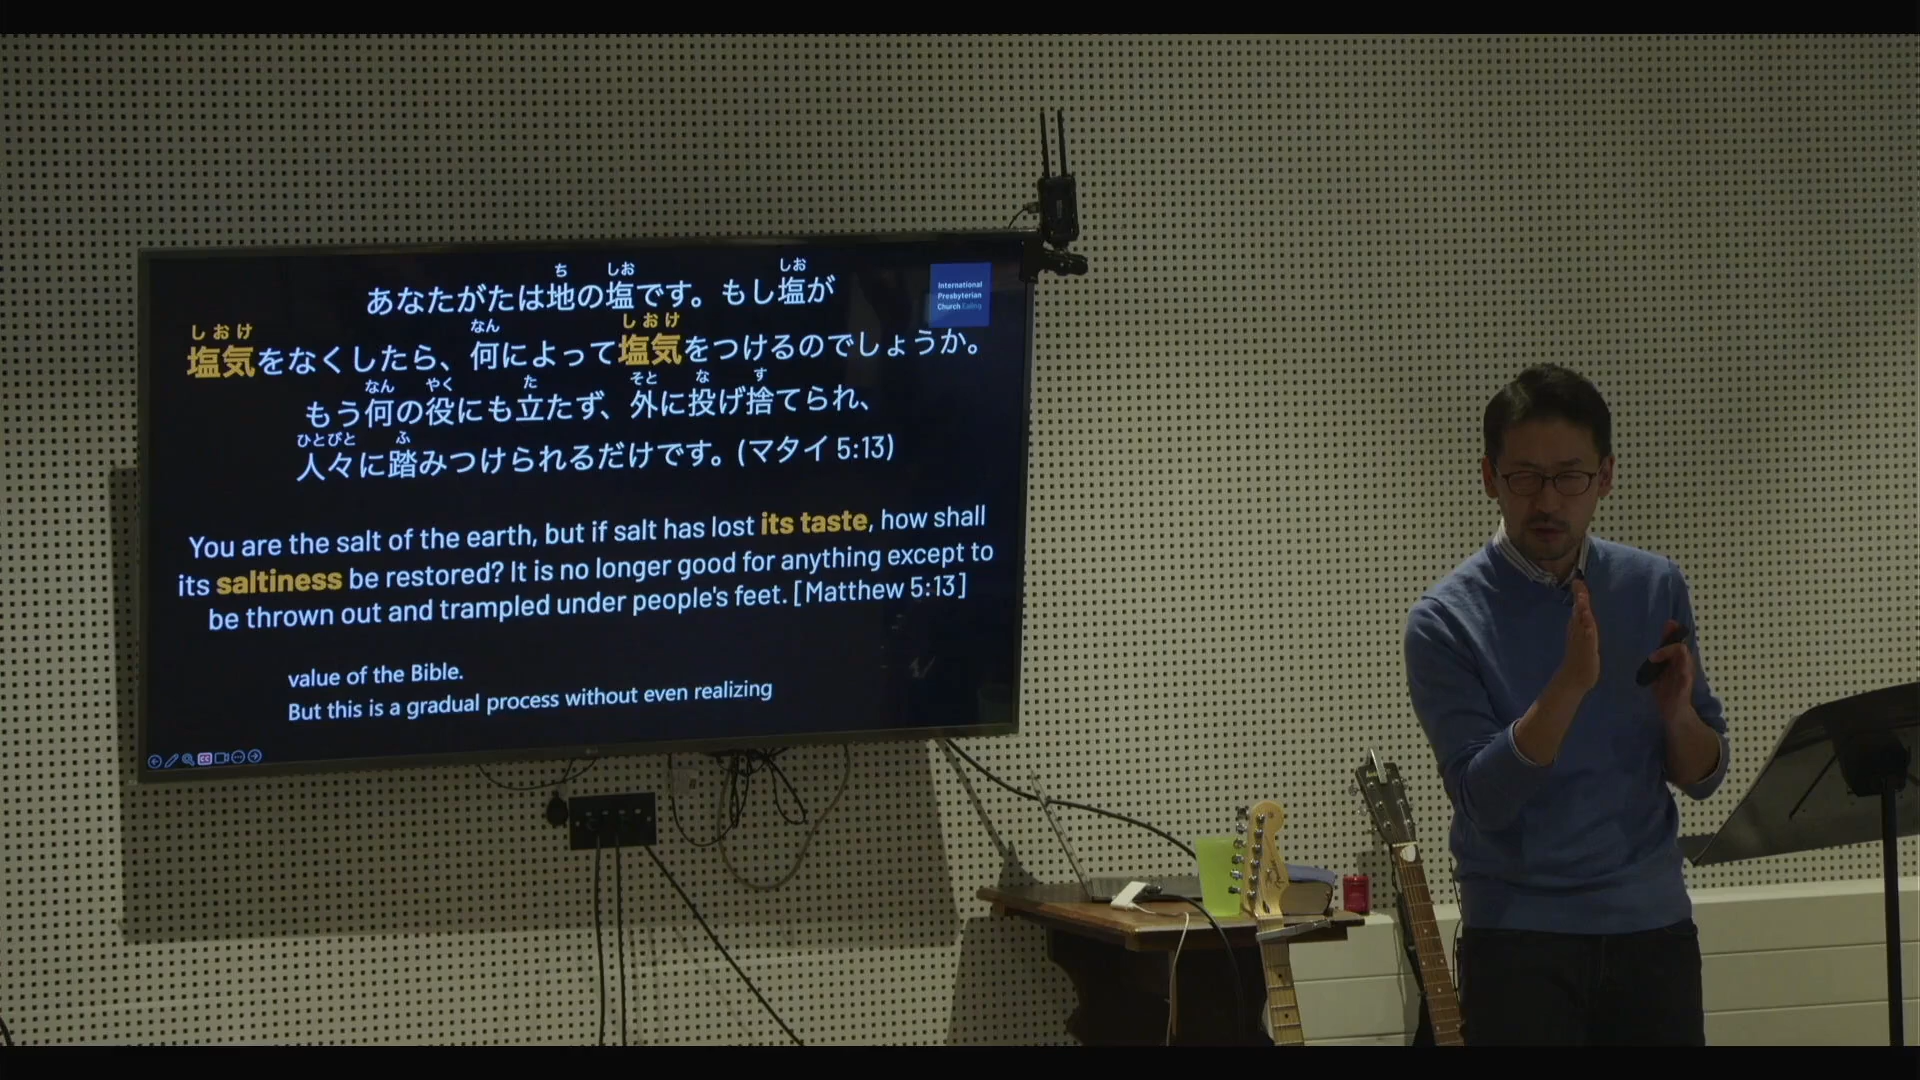 International
Presbyterian
Church Ealing
ち しお しお
あなたがたは地の塩です。もし塩が
しおけ なん しおけ
塩気をなくしたら、何によって塩気をつけるのでしょうか。
なん やく た そと な す
もう何の役にも立たず、外に投げ捨てられ、
ひとびと ふ
人々に踏みつけられるだけです。(マタイ 5:13)
You are the salt of the earth, but if salt has lost its taste, how shall
its saltiness be restored? It is no longer good for anything except to
be thrown out and trampled under people's feet. [Matthew 5:13]
value of the Bible.
But this is a gradual process without even realizing